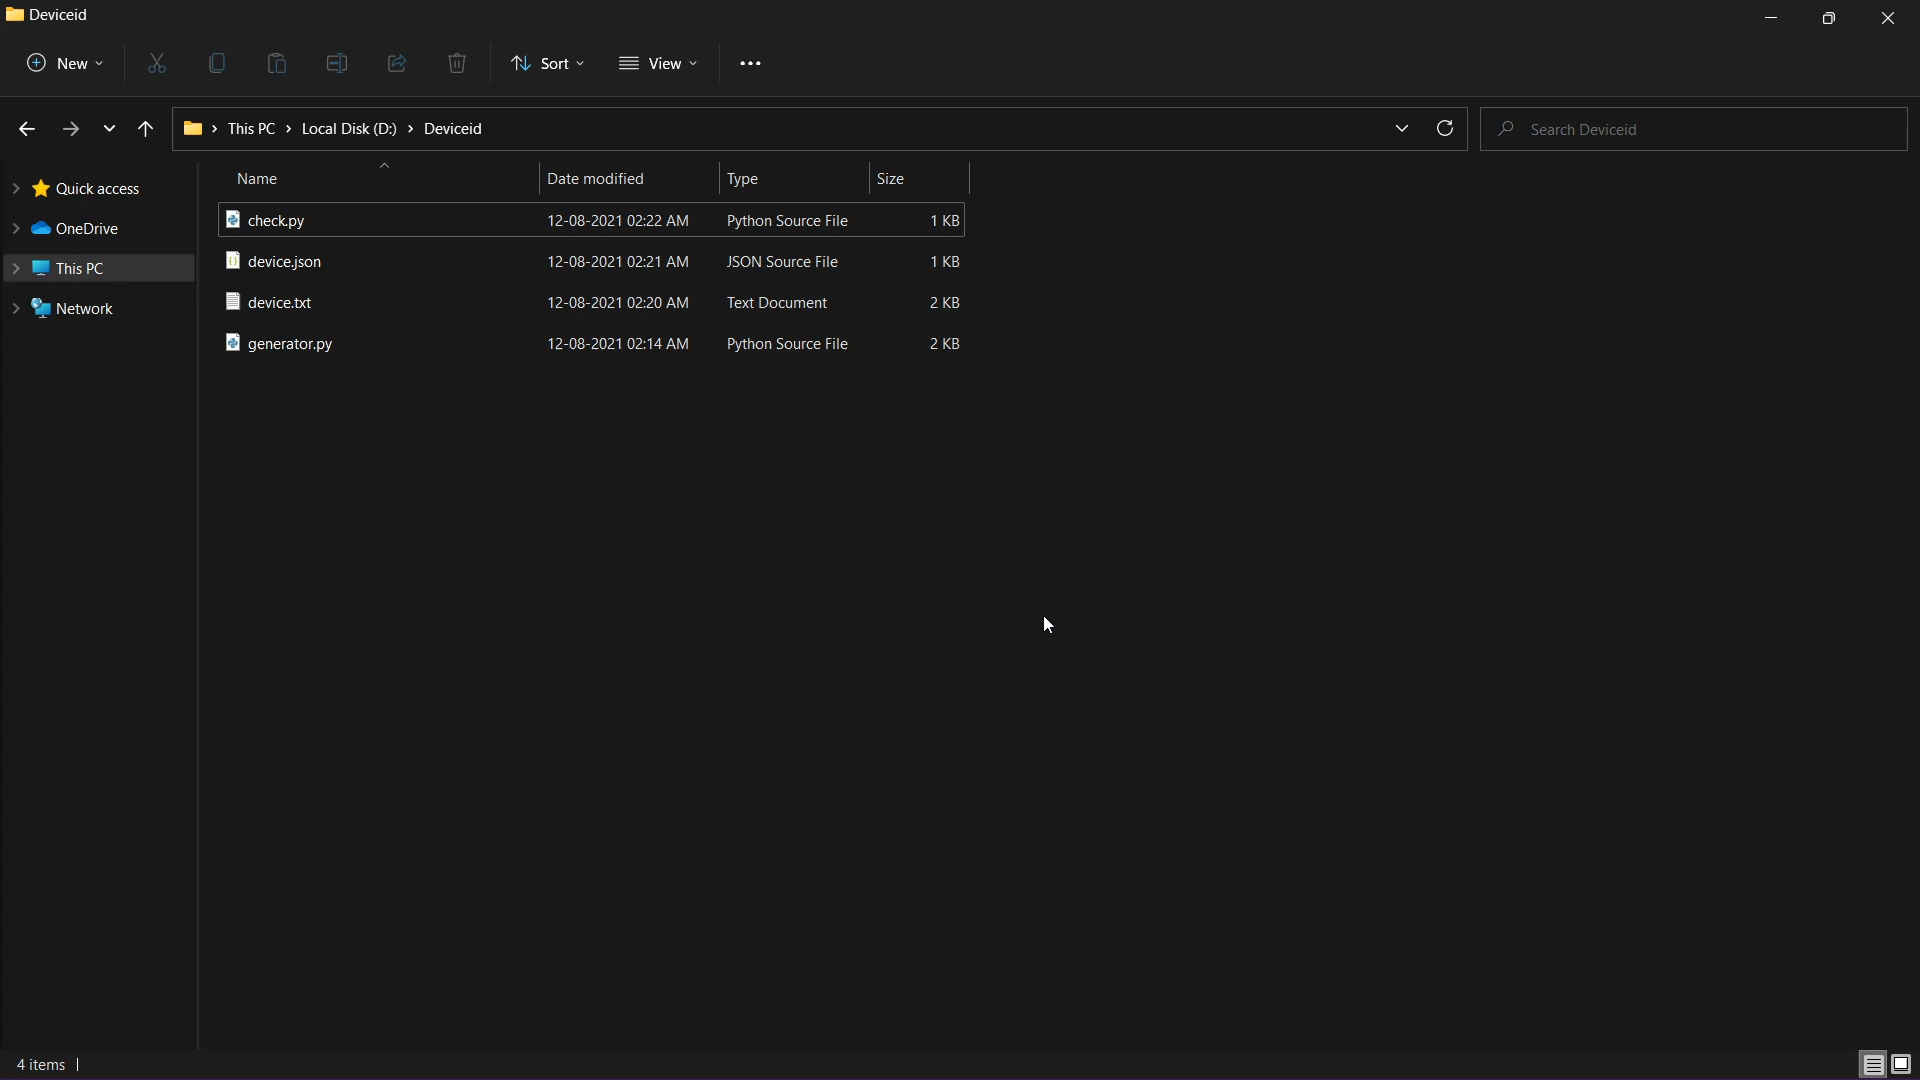 Deviceid
New Sort View
This PC Local Disk (D:) Deviceid Search Deviceid
Quick access
OneDrive
This PC
Network
Name Date modified Type Size
check.py 12-08-2021 02:22 AM Python Source File 1 KB
device.json 12-08-2021 02:21 AM JSON Source File 1 KB
device.txt 12-08-2021 02:20 AM Text Document 2 KB
generator.py 12-08-2021 02:14 AM Python Source File 2 KB
4 items